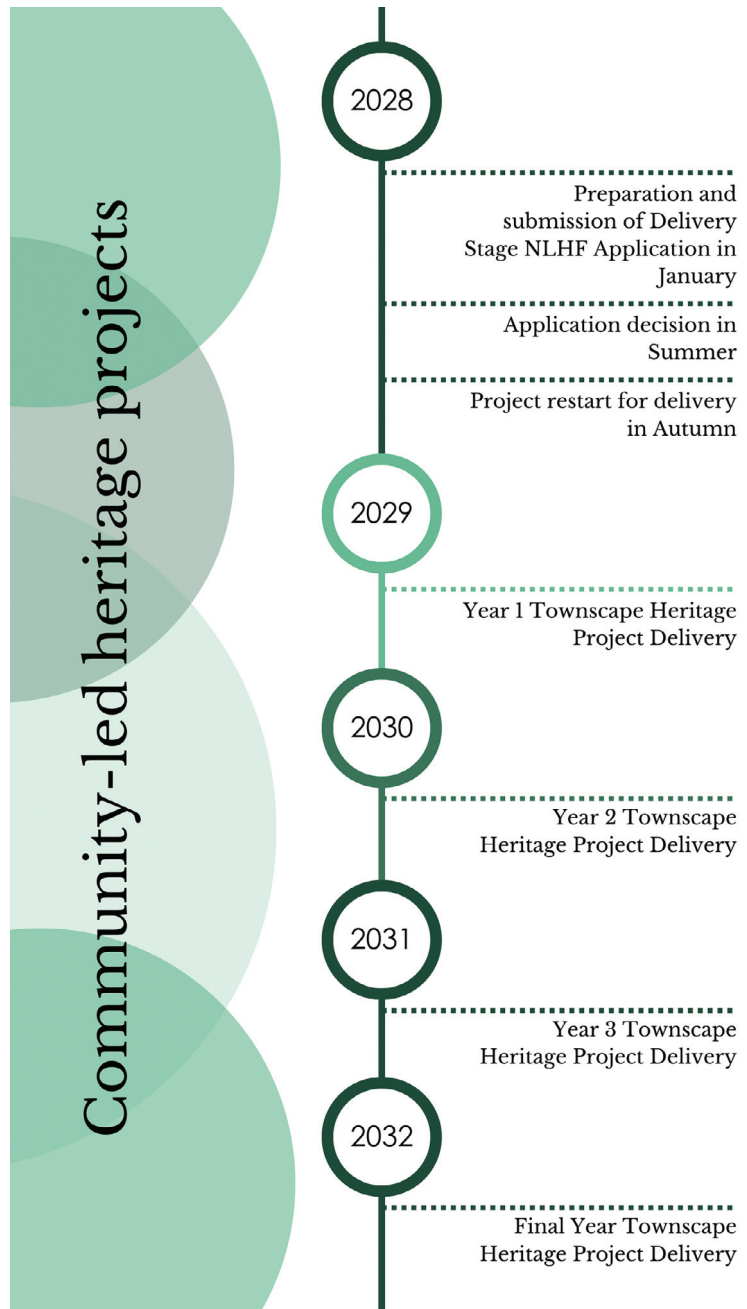 Community-led heritage projects
2028
Preparation and
submission of Delivery
Stage NLHF Application in
January
Application decision in
Summer
Project restart for delivery
in Autumn
2029
Year 1 Townscape Heritage
Project Delivery
2030
Year 2 Townscape
Heritage Project Delivery
2031
Year 3 Townscape
Heritage Project Delivery
2032
Final Year Townscape
Heritage Project Delivery